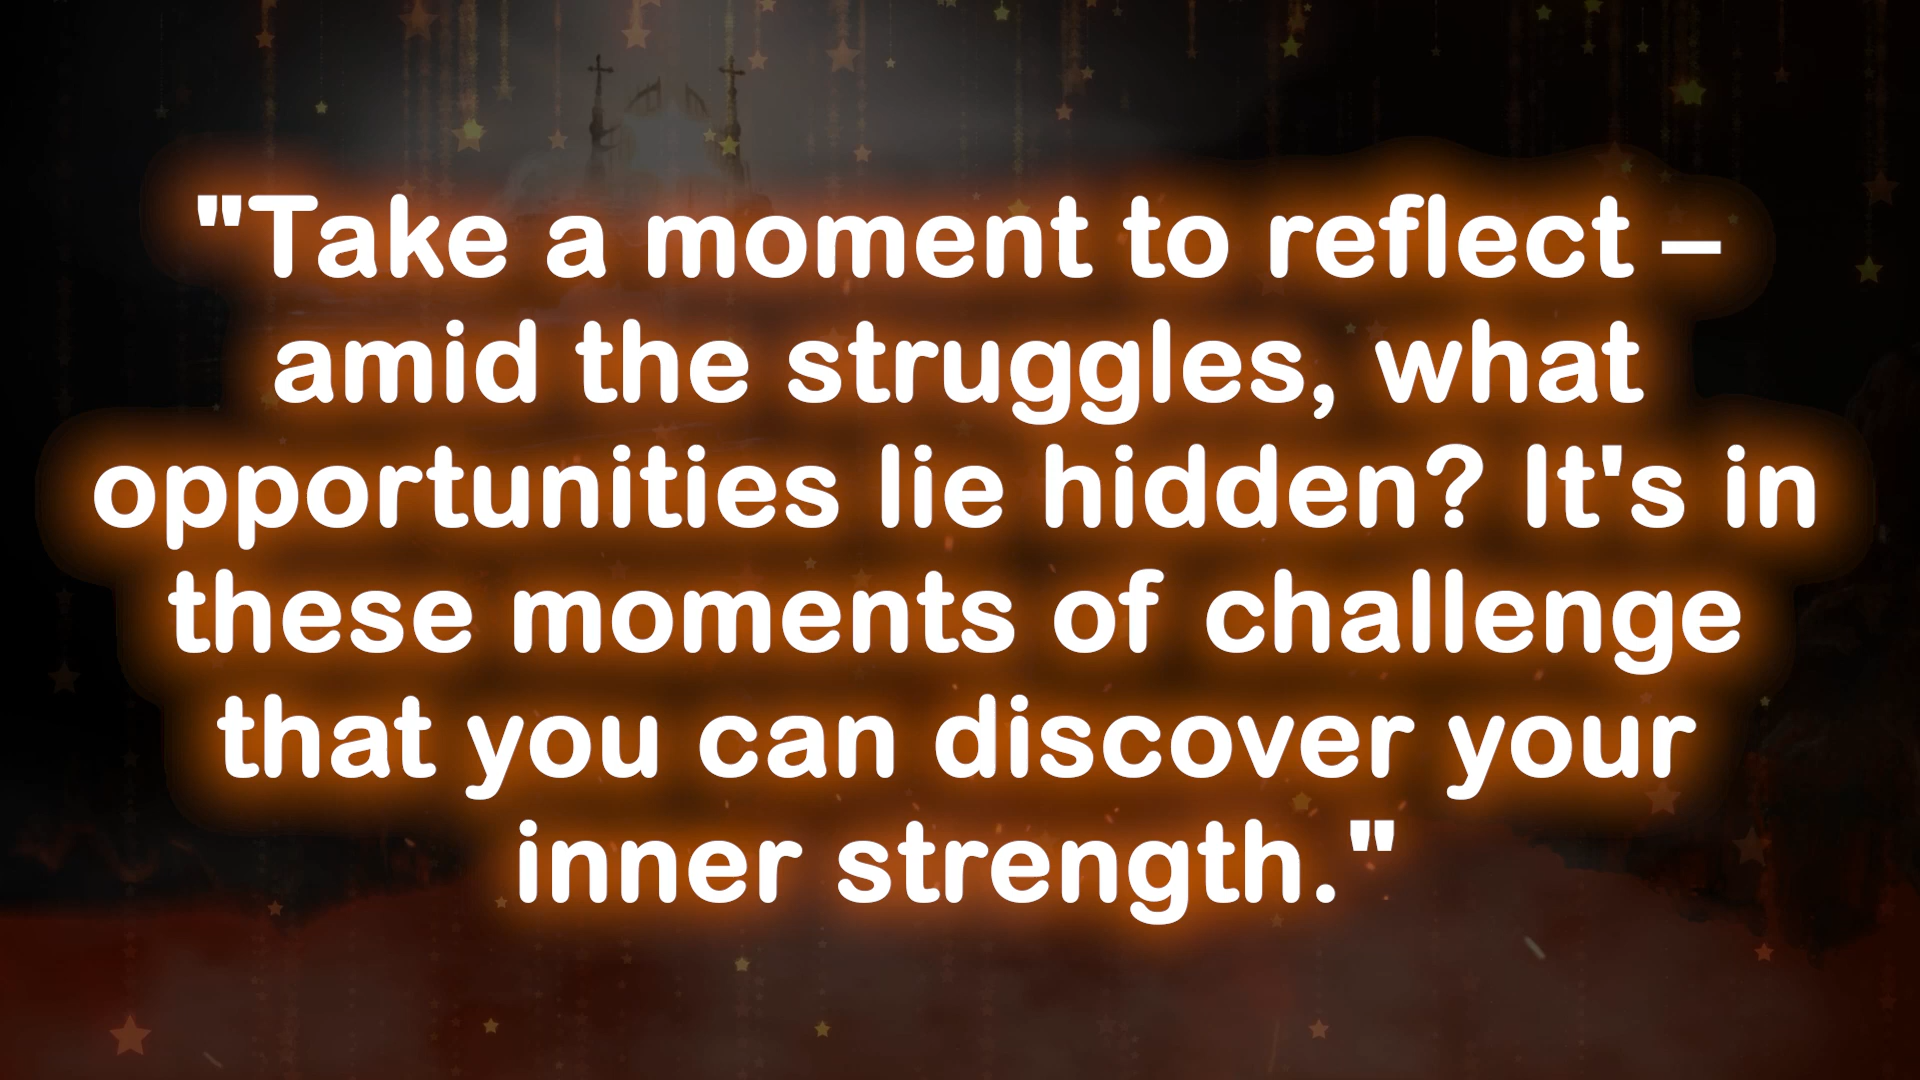 "Take a moment to reflect –
amid the struggles, what
opportunities lie hidden? It's in
these moments of challenge
that you can discover your
inner strength."